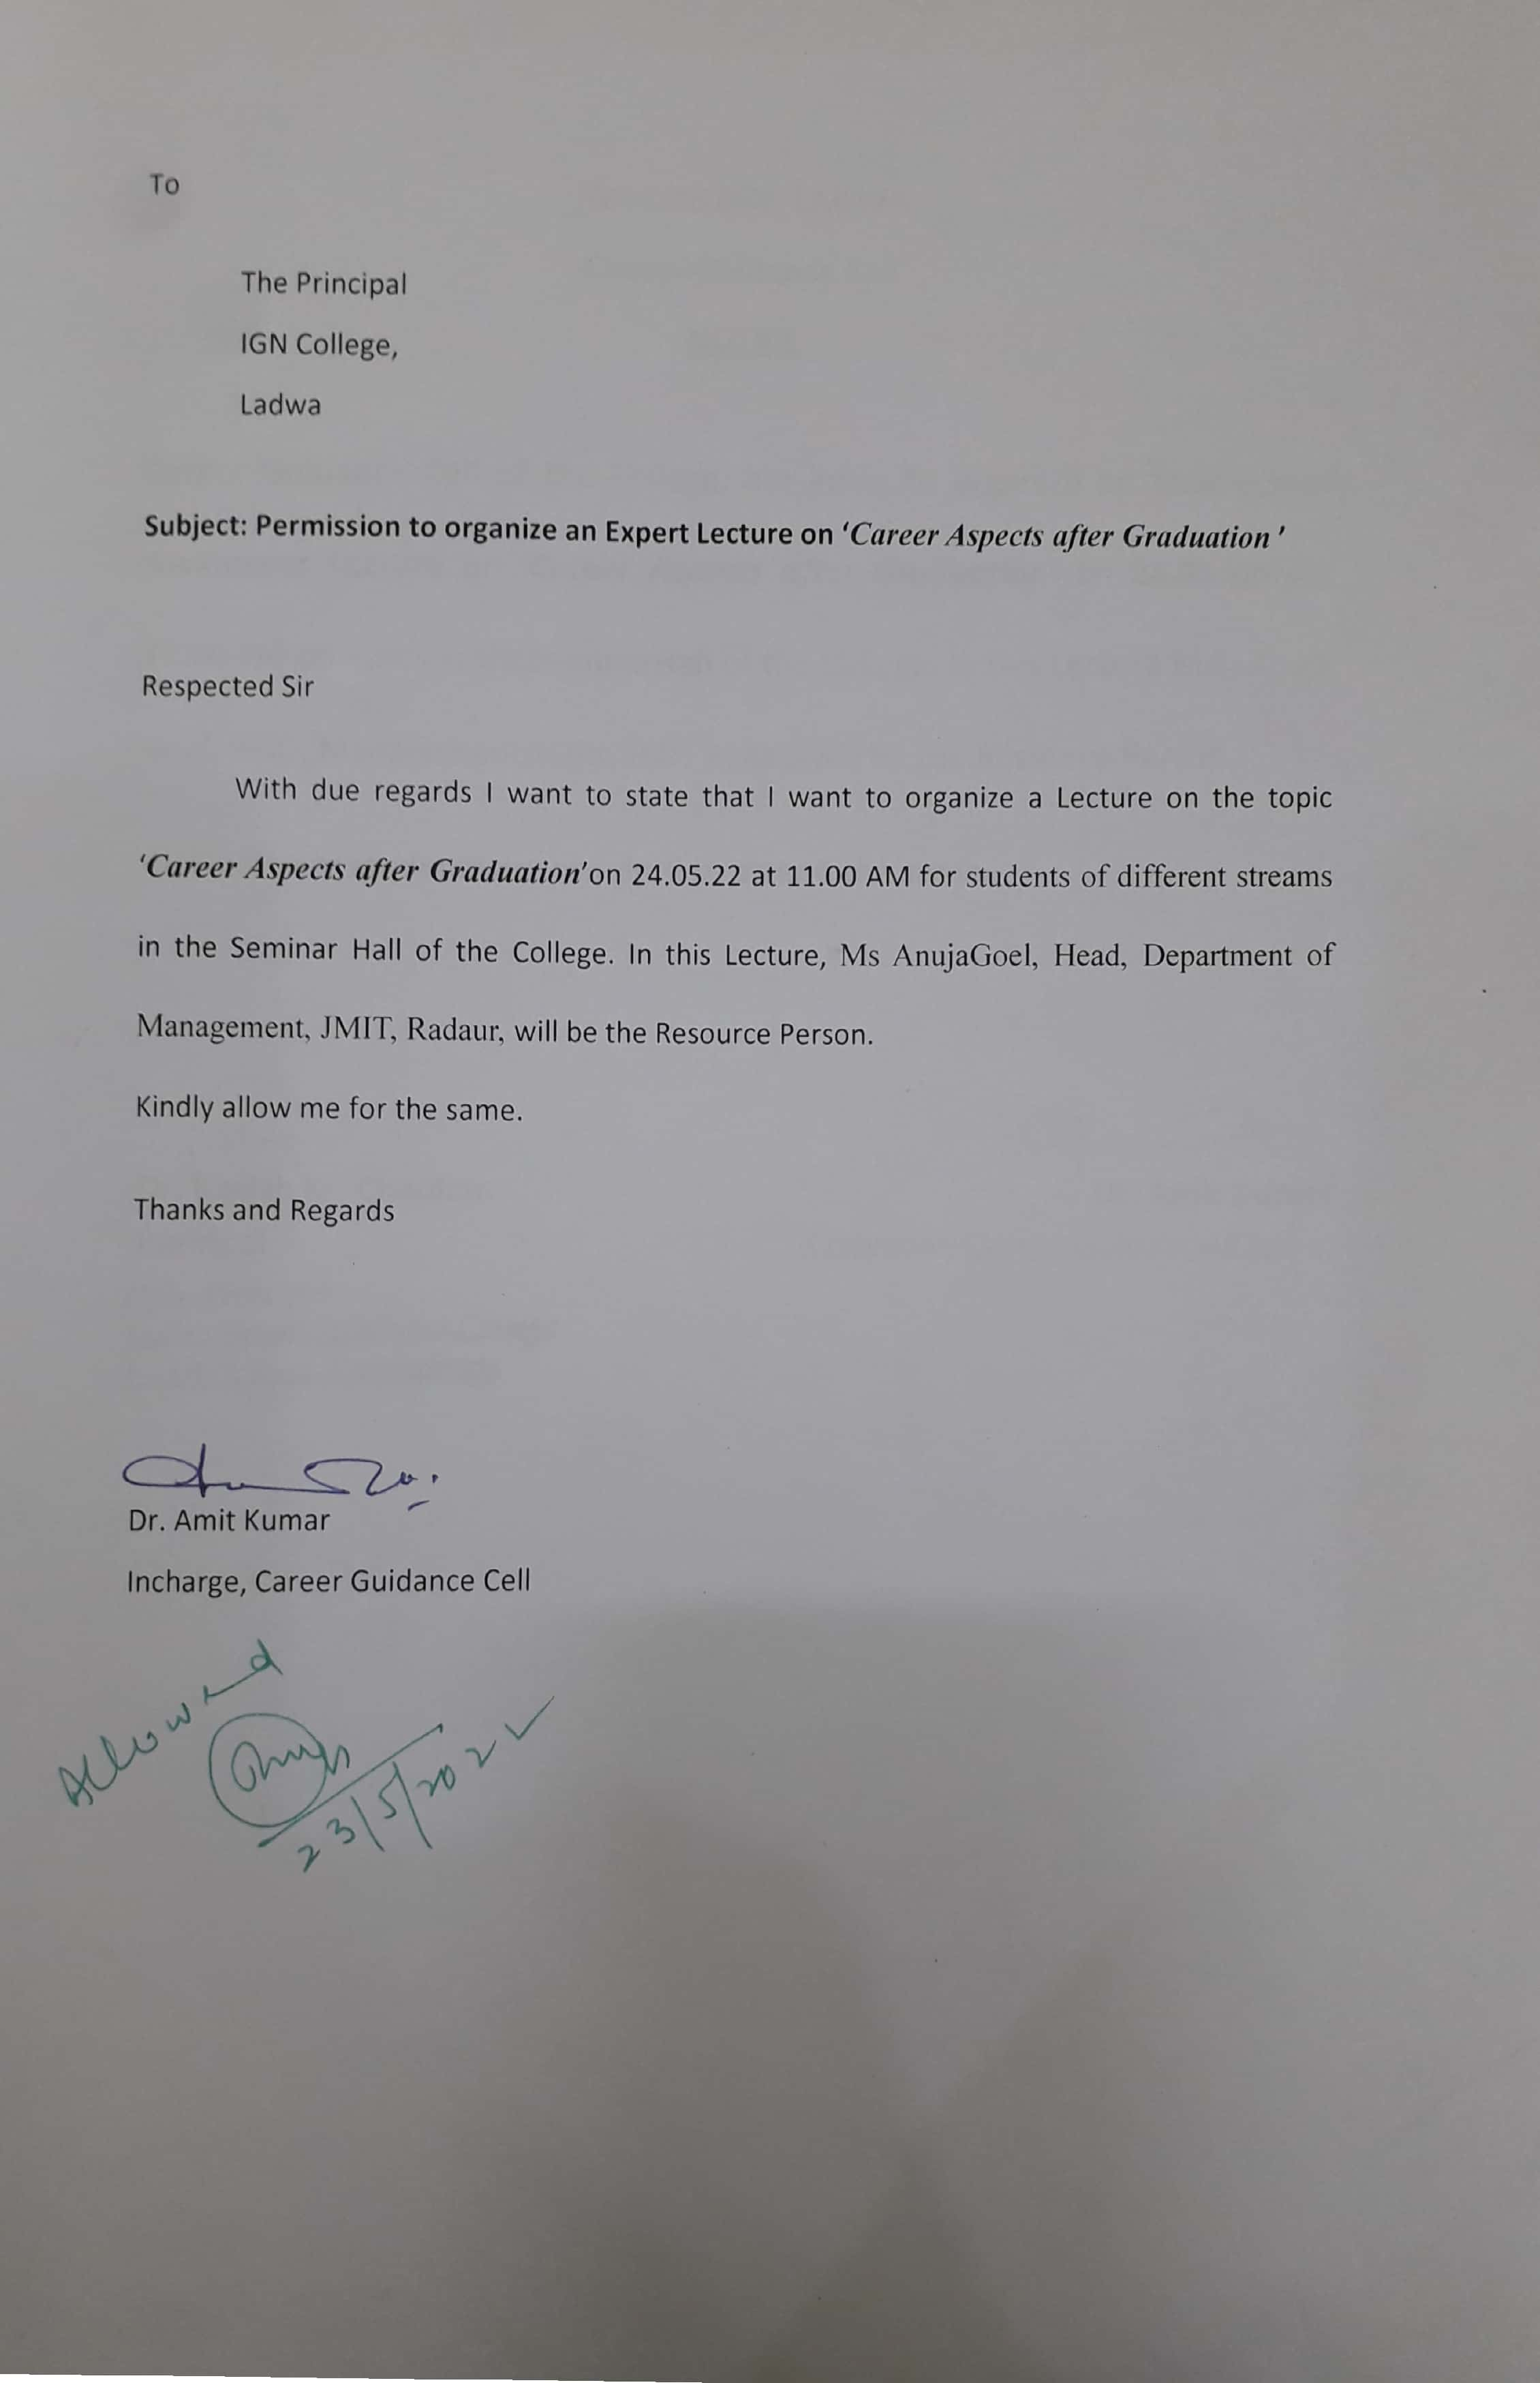 To
The Principal
IGN College,
Ladwa
Subject: Permission to organize an Expert Lecture on ‘Career Aspects after Graduation ’
Respected Sir
With due regards I want to state that I want to organize a Lecture on the topic
‘Career Aspects after Graduation’on 24.05.22 at 11.00 AM for students of different streams
in the Seminar Hall of the College. In this Lecture, Ms AnujaGoel, Head, Department of
Management, JMIT, Radaur, will be the Resource Person.
Kindly allow me for the same.
Thanks and Regards
Dr. Amit Kumar
Incharge, Career Guidance Cell
Allowed
23/5/2022